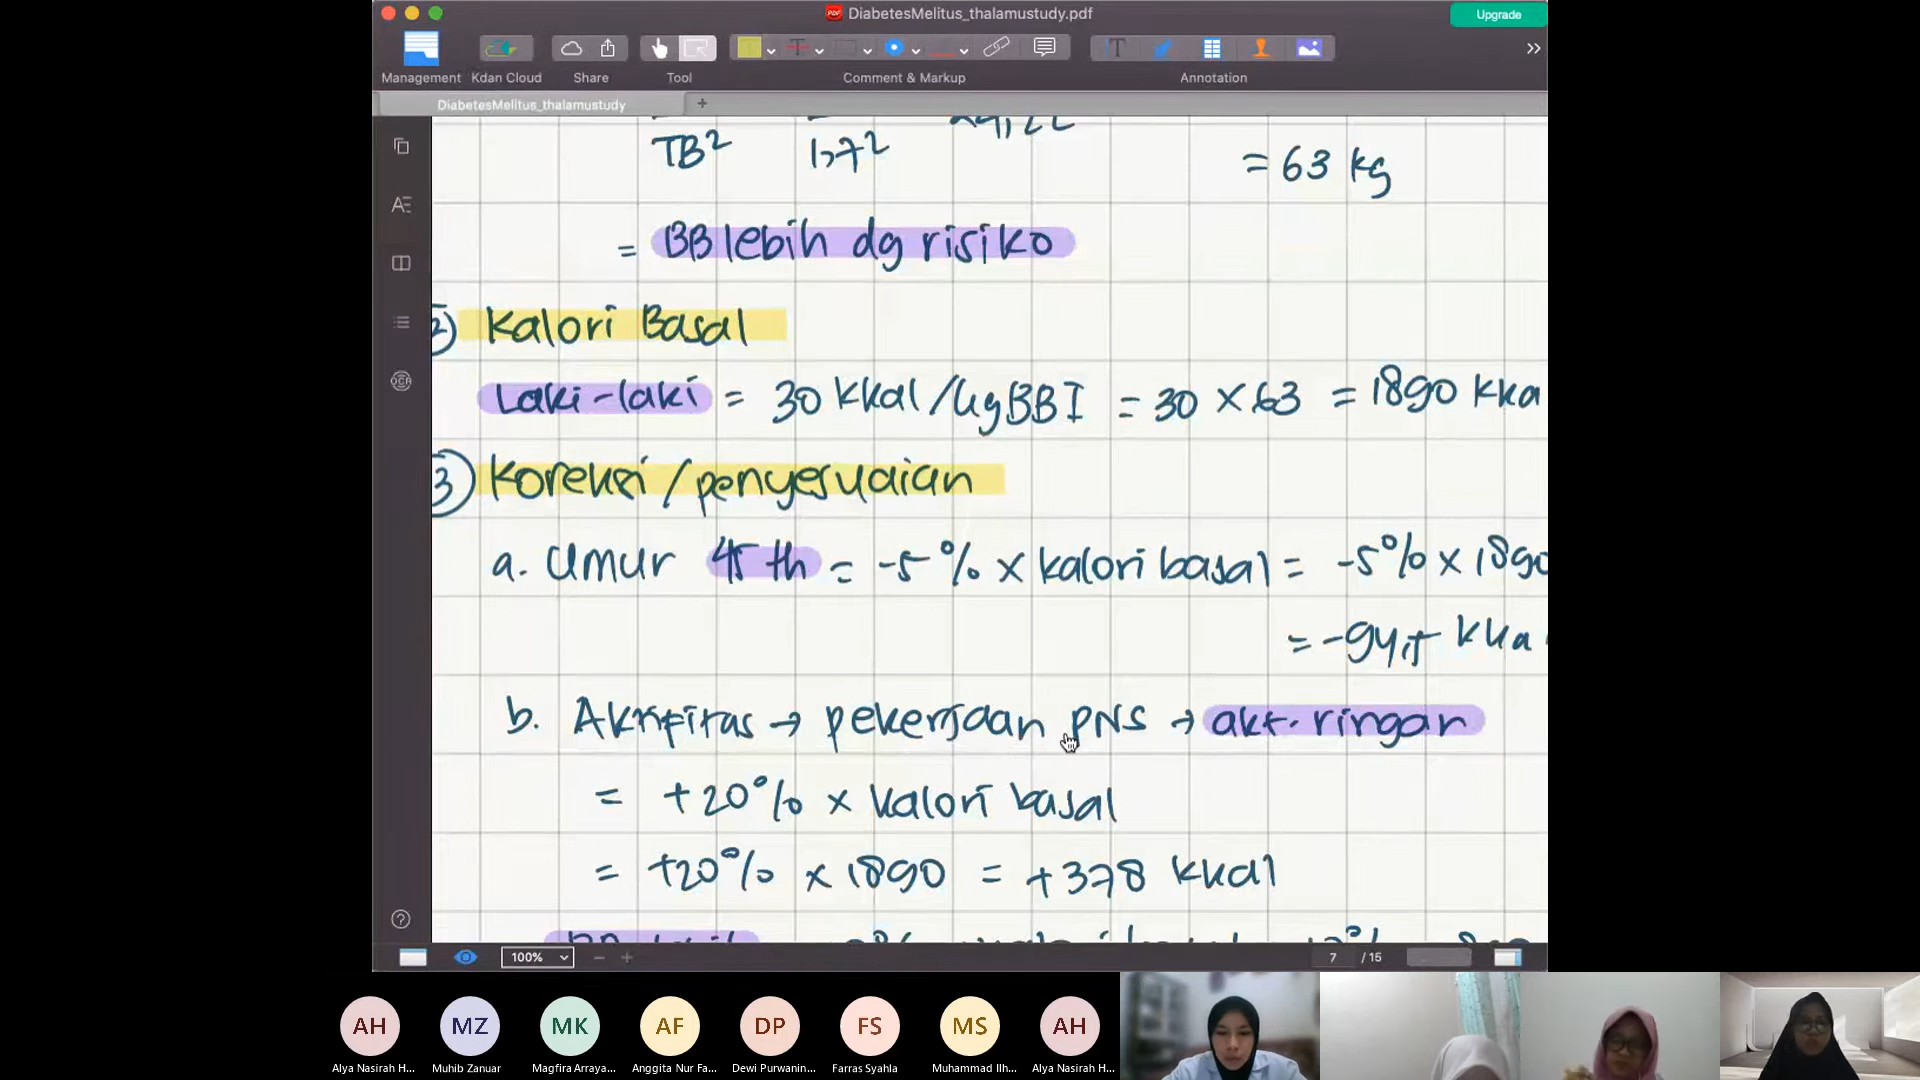 DiabetesMelitus_thalamustudy.pdf
Upgrade
Management Kdan Cloud Share Tool Comment & Markup Annotation
DiabetesMelitus_thalamustudy
TB² 1,7²
= 63 kg
= BB lebih dg risiko
2) Kalori Basal
Laki-laki = 30 kkal/kgBBI = 30 x 63 = 1890 kka
3) Koreksi/penyesuaian
a. Umur 45 th = -5% x kalori basal = -5% x 1890
= -94,5 kka
b. Aktifitas → pekerjaan PNS → akt. ringan
= +20% x kalori basal
= +20% x 1890 = +378 kkal
OCR
100%
7 / 15
AH MZ MK AF DP FS MS AH
Alya Nasirah H... Muhib Zanuar Magfira Arraya... Anggita Nur Fa... Dewi Purwanin... Farras Syahla Muhammad Ilh... Alya Nasirah H...